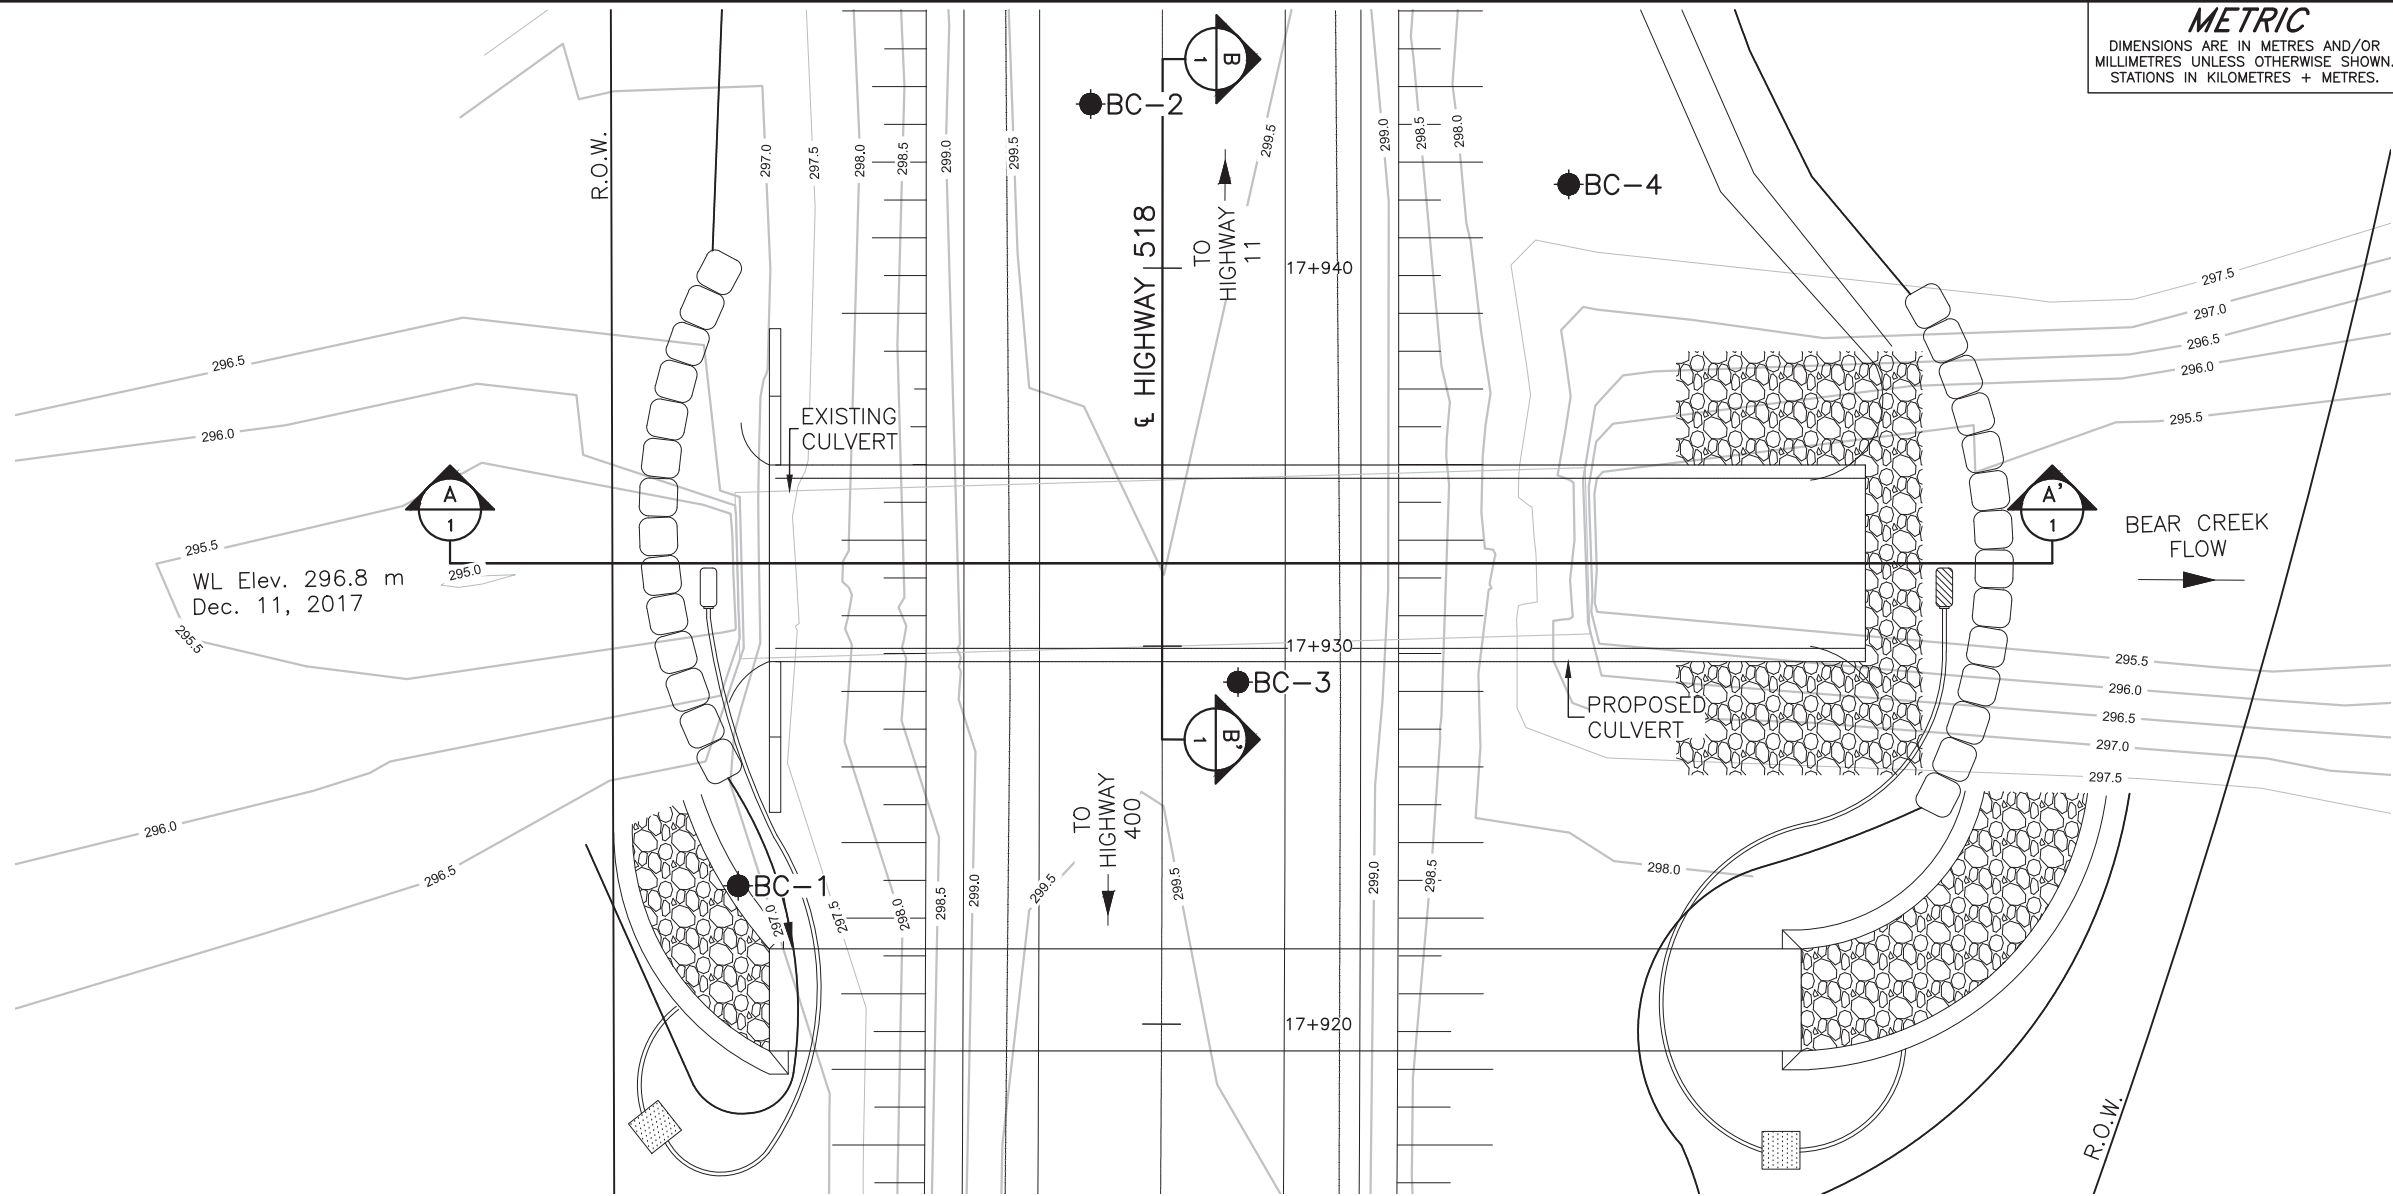 METRIC
DIMENSIONS ARE IN METRES AND/OR
MILLIMETRES UNLESS OTHERWISE SHOWN.
STATIONS IN KILOMETRES + METRES.
B
1
BC-2
R.O.W.
297.0
297.5
298.0
298.5
299.0
299.5
299.5
299.0
298.5
298.0
BC-4
℄ HIGHWAY 518
TO
HIGHWAY
11
17+940
297.5
297.0
296.5
296.0
295.5
296.5
296.0
EXISTING
CULVERT
A
1
A'
1
BEAR CREEK
FLOW
295.5
295.0
WL Elev. 296.8 m
Dec. 11, 2017
295.5
17+930
BC-3
B'
1
PROPOSED
CULVERT
295.5
296.0
296.5
297.0
297.5
TO
HIGHWAY
400
296.0
296.5
BC-1
297.0
297.5
298.0
298.5
299.0
299.5
299.5
299.0
298.5
298.0
17+920
R.O.W.